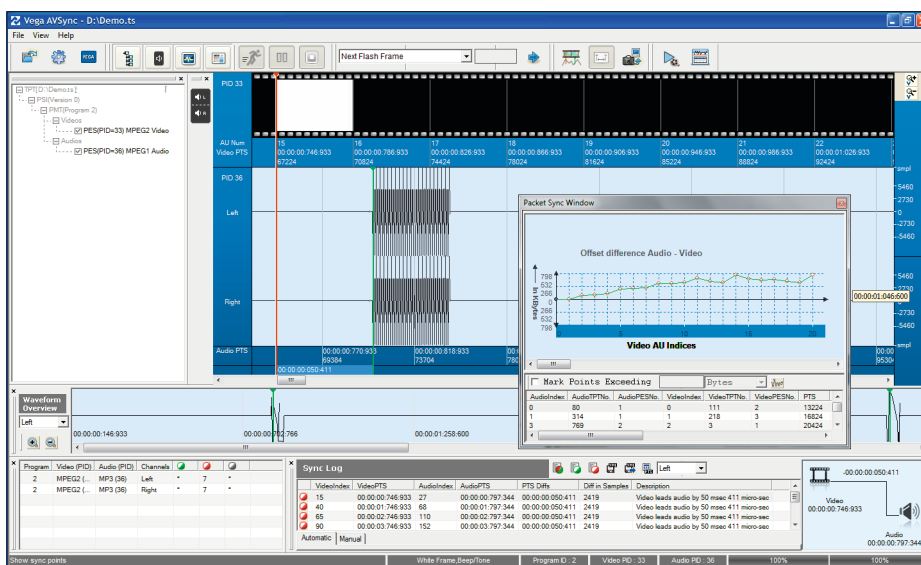 Vega AVSync - D:\Demo.ts
File View Help
VEGA
Next Flash Frame
TPT[D:\Demo.ts]
PSI(Version 0)
PMT(Program 2)
Videos
PES(PID=33) MPEG2 Video
Audios
PES(PID=36) MPEG1 Audio
L
R
PID 33
AU Num 15 16 17 18 19 20 21 22
Video PTS 00:00:00:746:933 00:00:00:786:933 00:00:00:826:933 00:00:00:866:933 00:00:00:906:933 00:00:00:946:933 00:00:00:986:933 00:00:01:026:933
67224 70824 74424 78024 81624 85224 88824 92424
PID 36
Left
Right
smpl
5460
2730
0
-2730
-5460
5460
2730
-2730
-5460
smpl
00:00:01:046:600
Audio PTS 00:00:00:770:933 00:00:00:818:933
69384 73704 95304
00:00:00:050:411
Packet Sync Window
Offset difference Audio - Video
In KBytes
798
632
266
0
266
632
798
5 10 15 20
Video AU Indices
Mark Points Exceeding Bytes
AudioIndex AudioTPTNo. AudioPESNo. VideoIndex VideoTPTNo. VideoPESNo. PTS
0 80 1 0 111 2 13224
1 314 1 1 218 3 16824
3 769 2 2 3 1 20424
Waveform
Overview
Left
00:00:00:146:933 00:00:00:702:766 00:00:01:258:600
Program Video (PID) Audio (PID) Channels
2 MPEG2 (... MP3 (36) Left - 7 -
2 MPEG2 (... MP3 (36) Right - 7 -
Sync Log
Left
VideoIndex VideoPTS AudioIndex AudioPTS PTS Diffs Diff in Samples Description
15 00:00:00:746:933 27 00:00:00:797:344 00:00:00:050:411 2419 Video leads audio by 50 msec 411 micro-sec
40 00:00:01:746:933 68 00:00:01:797:344 00:00:00:050:411 2419 Video leads audio by 50 msec 411 micro-sec
65 00:00:02:746:933 110 00:00:02:797:344 00:00:00:050:411 2419 Video leads audio by 50 msec 411 micro-sec
90 00:00:03:746:933 152 00:00:03:797:344 00:00:00:050:411 2419 Video leads audio by 50 msec 411 micro-sec
Automatic Manual
-00:00:00:050:411
Video
00:00:00:746:933
Audio
00:00:00:797:344
Show sync points White Frame,Beep/Tone Program ID : 2 Video PID : 33 Audio PID : 36 100% 100%